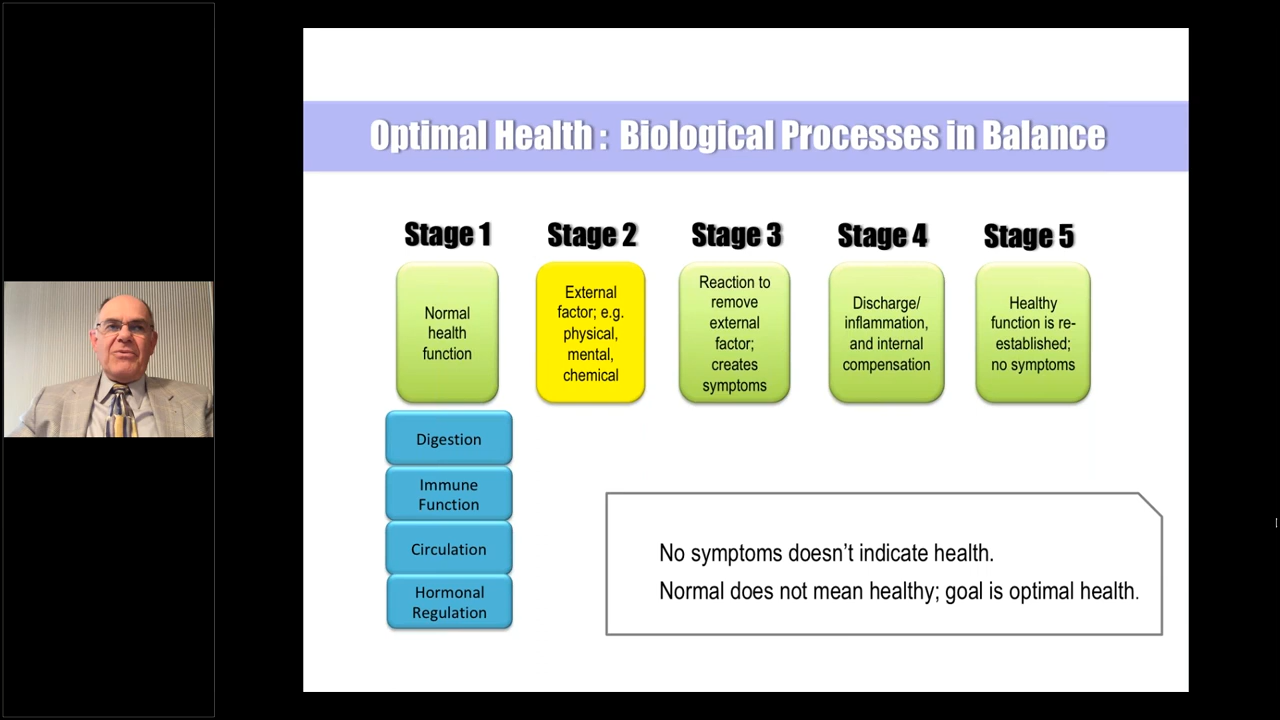 Optimal Health : Biological Processes in Balance
Stage 1
Stage 2
Stage 3
Stage 4
Stage 5
Normal
health
function
External
factor; e.g.
physical,
mental,
chemical
Reaction to
remove
external
factor;
creates
symptoms
Discharge/
inflammation,
and internal
compensation
Healthy
function is re-
established;
no symptoms
Digestion
Immune
Function
Circulation
Hormonal
Regulation
No symptoms doesn’t indicate health.
Normal does not mean healthy; goal is optimal health.